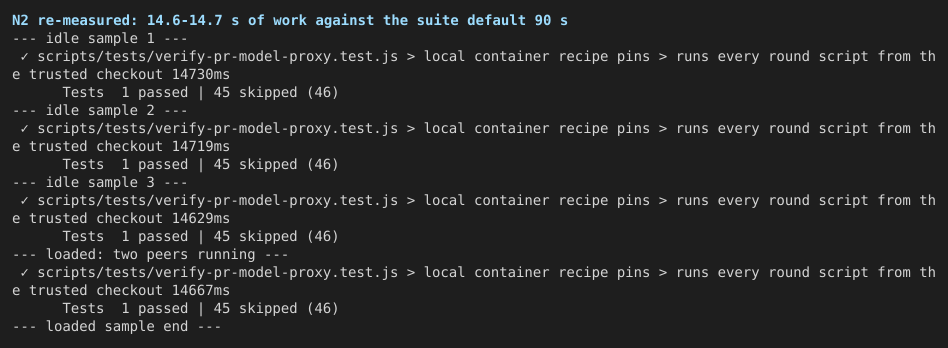 N2 re-measured: 14.6-14.7 s of work against the suite default 90 s
--- idle sample 1 ---
 ✓ scripts/tests/verify-pr-model-proxy.test.js > local container recipe pins > runs every round script from th
e trusted checkout 14730ms
      Tests  1 passed | 45 skipped (46)
--- idle sample 2 ---
 ✓ scripts/tests/verify-pr-model-proxy.test.js > local container recipe pins > runs every round script from th
e trusted checkout 14719ms
      Tests  1 passed | 45 skipped (46)
--- idle sample 3 ---
 ✓ scripts/tests/verify-pr-model-proxy.test.js > local container recipe pins > runs every round script from th
e trusted checkout 14629ms
      Tests  1 passed | 45 skipped (46)
--- loaded: two peers running ---
 ✓ scripts/tests/verify-pr-model-proxy.test.js > local container recipe pins > runs every round script from th
e trusted checkout 14667ms
      Tests  1 passed | 45 skipped (46)
--- loaded sample end ---